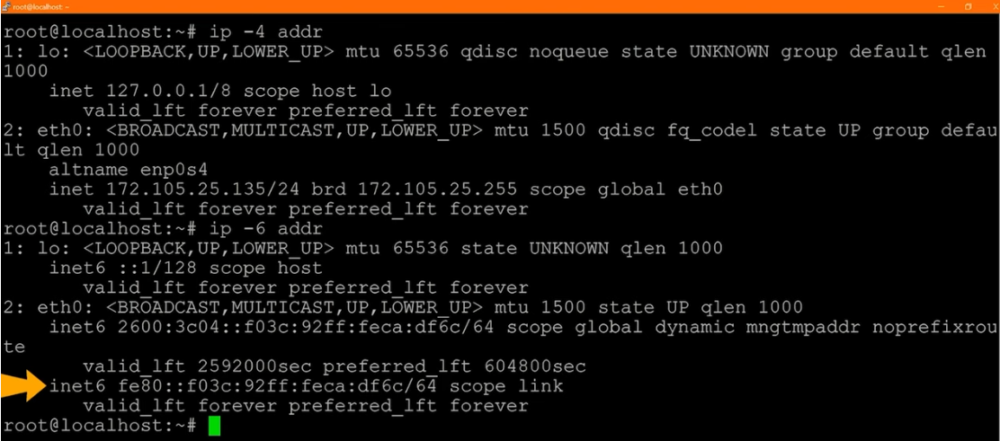 root@localhost: ~
root@localhost:~# ip -4 addr
1: lo: <LOOPBACK,UP,LOWER_UP> mtu 65536 qdisc noqueue state UNKNOWN group default qlen
1000
inet 127.0.0.1/8 scope host lo
valid_lft forever preferred_lft forever
2: eth0: <BROADCAST,MULTICAST,UP,LOWER_UP> mtu 1500 qdisc fq_codel state UP group defau
lt qlen 1000
altname enp0s4
inet 172.105.25.135/24 brd 172.105.25.255 scope global eth0
valid_lft forever preferred_lft forever
root@localhost:~# ip -6 addr
1: lo: <LOOPBACK,UP,LOWER_UP> mtu 65536 state UNKNOWN qlen 1000
inet6 ::1/128 scope host
valid_lft forever preferred_lft forever
2: eth0: <BROADCAST,MULTICAST,UP,LOWER_UP> mtu 1500 state UP qlen 1000
inet6 2600:3c04::f03c:92ff:feca:df6c/64 scope global dynamic mngtmpaddr noprefixrou
te
valid_lft 2592000sec preferred_lft 604800sec
inet6 fe80::f03c:92ff:feca:df6c/64 scope link
valid_lft forever preferred_lft forever
root@localhost:~#